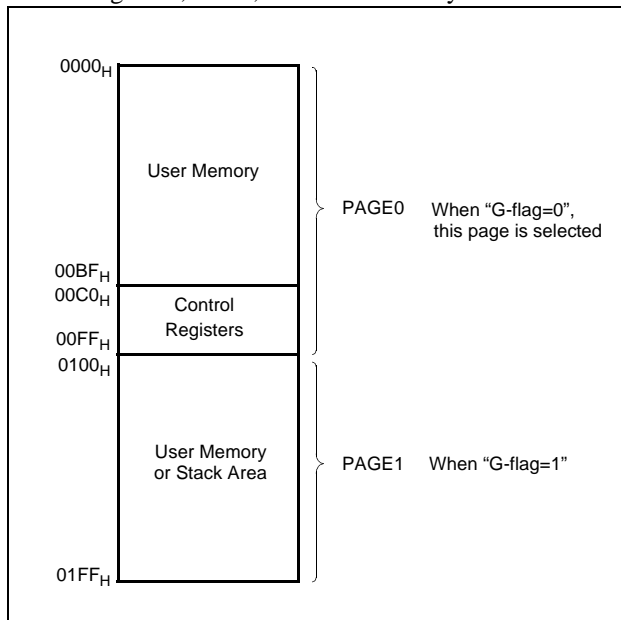 0000H
User Memory
PAGE0 When “G-flag=0”,
this page is selected
00BFH
00C0H
Control
Registers
00FFH
0100H
User Memory
or Stack Area
PAGE1 When “G-flag=1”
01FFH